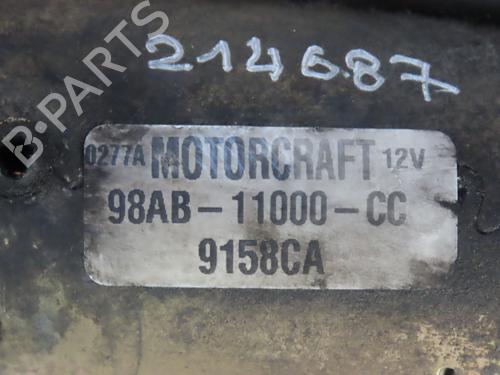 214687
0277A MOTORCRAFT 12V
98AB-11000-CC
9158CA
B-PARTS